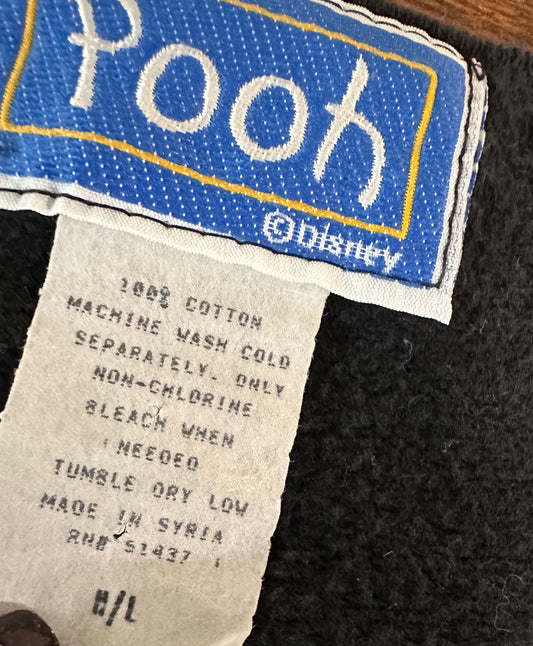 Pooh
©Disney
100% COTTON
MACHINE WASH COLD
SEPARATELY. ONLY
NON-CHLORINE
BLEACH WHEN
NEEDED
TUMBLE DRY LOW
MADE IN SYRIA
RN# 51437
M/L